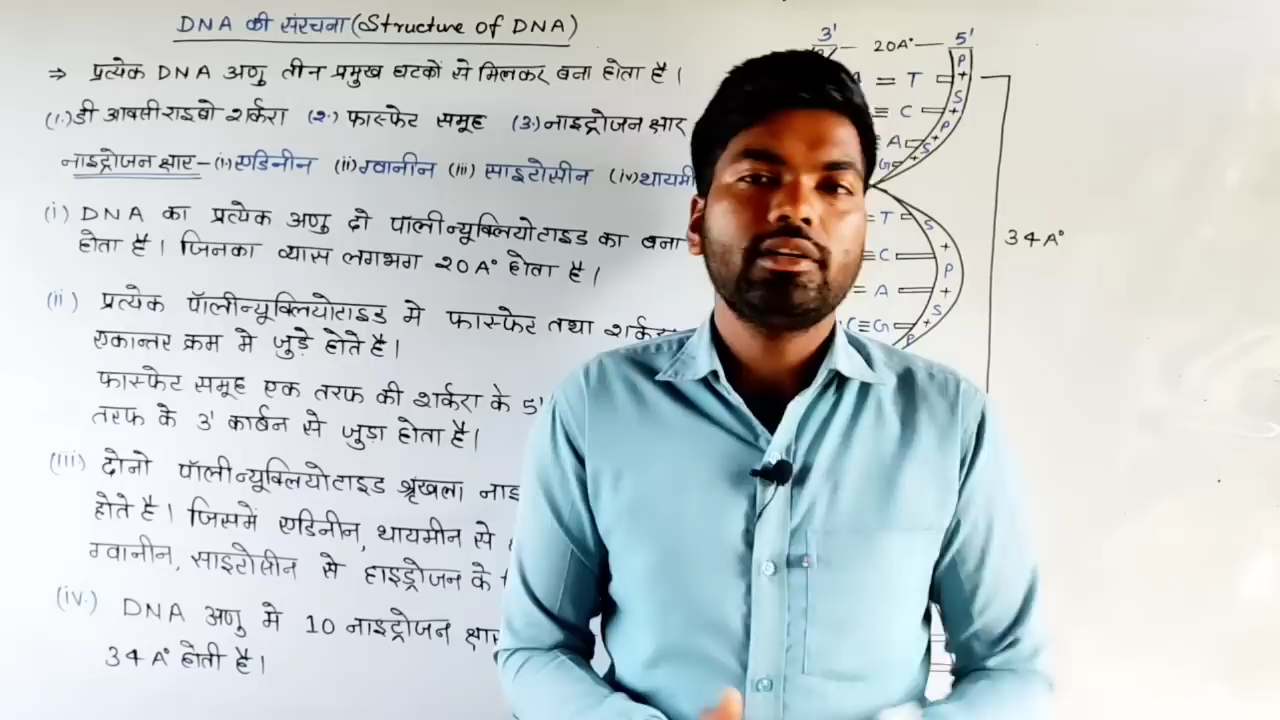 DNA की संरचना (Structure of DNA)
⇒ प्रत्येक DNA अणु तीन प्रमुख घटकों से मिलकर बना होता है।
(1.) डी आक्सीराइबो शर्करा (2.) फास्फेट समूह (3.) नाइट्रोजन क्षार
नाइट्रोजन क्षार - (i) एडिनीन (ii) ग्वानीन (iii) साइटोसीन (iv) थायमी
(i) DNA का प्रत्येक अणु दो पॉलीन्यूक्लियोटाइड का बना
होता है। जिनका व्यास लगभग 20A° होता है।
(ii) प्रत्येक पॉलीन्यूक्लियोटाइड मे फास्फेट तथा शर्करा
एकान्तर क्रम मे जुड़े होते है।
फास्फेट समूह एक तरफ की शर्करा के 5'
तरफ के 3' कार्बन से जुड़ा होता है।
(iii) दोनो पॉलीन्यूक्लियोटाइड श्रृखला नाइ
होते है। जिसमें एडिनीन, थायमीन से
ग्वानीन, साइटोसीन से हाइड्रोजन के
(iv.) DNA अणु मे 10 नाइट्रोजन क्षार
34A° होती है।
3' 20A° 5'
A = T P
+
≡ C S
+
= A P
+
G S
+
= T S
+
≡ C P
= A +
S
C ≡ G +
P
34A°